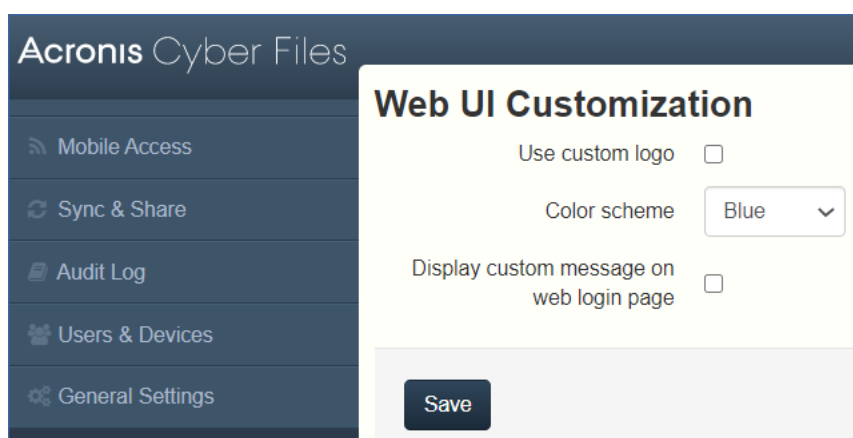 Acronis Cyber Files
Mobile Access
Sync & Share
Audit Log
Users & Devices
General Settings
Web UI Customization
Use custom logo
Color scheme
Blue
Display custom message on
web login page
Save